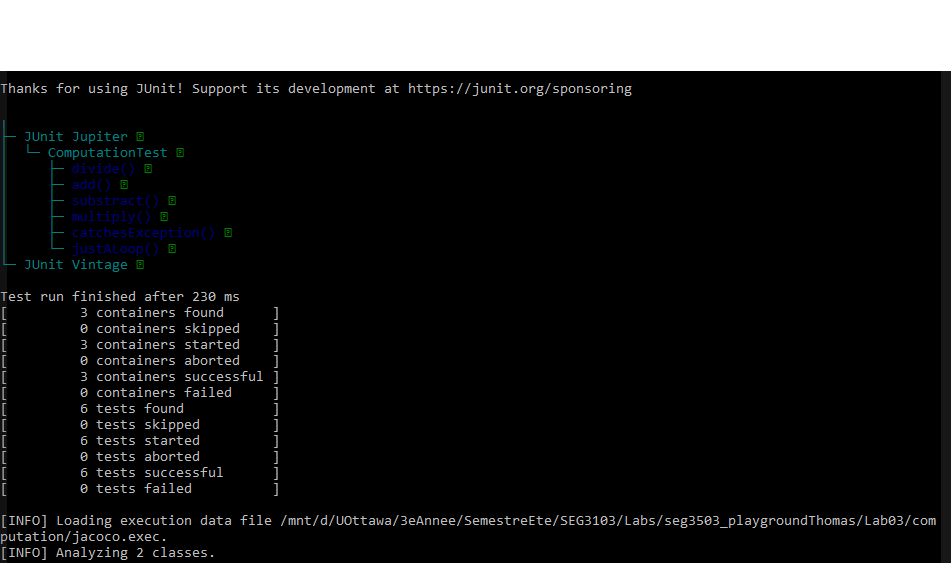 Thanks for using JUnit! Support its development at https://junit.org/sponsoring
├─ JUnit Jupiter
│  └─ ComputationTest
│     ├─ divide()
│     ├─ add()
│     ├─ substract()
│     ├─ multiply()
│     ├─ catchesException()
│     └─ justALoop()
└─ JUnit Vintage
Test run finished after 230 ms
[         3 containers found      ]
[         0 containers skipped    ]
[         3 containers started    ]
[         0 containers aborted    ]
[         3 containers successful ]
[         0 containers failed     ]
[         6 tests found           ]
[         0 tests skipped         ]
[         6 tests started         ]
[         0 tests aborted         ]
[         6 tests successful      ]
[         0 tests failed          ]
[INFO] Loading execution data file /mnt/d/UOttawa/3eAnnee/SemestreEte/SEG3103/Labs/seg3503_playgroundThomas/Lab03/com
putation/jacoco.exec.
[INFO] Analyzing 2 classes.